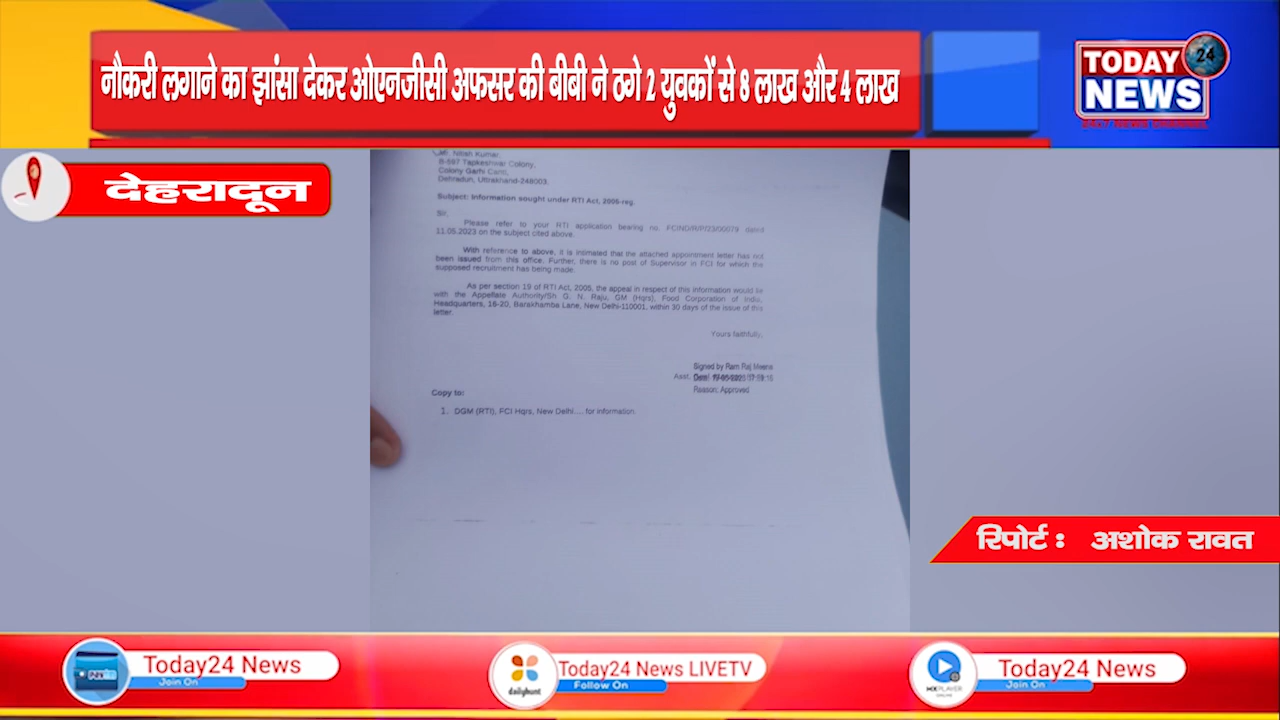 नौकरी लगाने का झांसा देकर ओएनजीसी अफसर की बीबी ने ठगे 2 युवकों से 8 लाख और 4 लाख
TODAY 24
NEWS
देहरादून
Nitish Kumar,
B-597 Tapkeshwar Colony,
Colony Garhi Cantt,
Dehradun, Uttrakhand-248003.
Subject: Information sought under RTI Act, 2005-reg.
Sir,
Please refer to your RTI application bearing no. FCIND/R/P/23/00079 dated
11.05.2023 on the subject cited above.
With reference to above, it is intimated that the attached appointment letter has not
been issued from this office. Further, there is no post of Supervisor in FCI for which the
supposed recruitment has being made.
As per section 19 of RTI Act, 2005, the appeal in respect of this information would lie
with the Appellate Authority/Sh G. N. Raju, GM (Hqrs), Food Corporation of India,
Headquarters, 16-20, Barakhamba Lane, New Delhi-110001, within 30 days of the issue of this
letter.
Yours faithfully,
Signed by Ram Raj Meena
Asst.
Reason: Approved
Copy to:
1. DGM (RTI), FCI Hqrs, New Delhi.... for information.
रिपोर्ट : अशोक रावत
paytm
Today24 News
Join On
dailyhunt
Today24 News LIVETV
Follow On
MX PLAYER
ONLINE
Today24 News
Join On